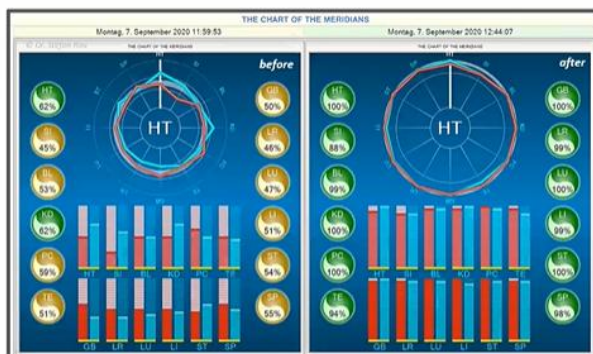 THE CHART OF THE MERIDIANS
Montag, 7. September 2020 11:59:53
Montag, 7. September 2020 12:44:07
THE CHART OF THE MERIDIANS
THE CHART OF THE MERIDIANS
before
HT
62%
SI
45%
BL
53%
KD
62%
PC
59%
TE
51%
HT
GB
50%
LR
46%
LU
47%
LI
51%
ST
54%
SP
55%
HT SI BL KD PC TE
GB LR LU LI ST SP
after
HT
100%
SI
88%
BL
99%
KD
100%
PC
100%
TE
94%
HT
GB
100%
LR
99%
LU
100%
LI
99%
ST
100%
SP
98%
HT SI BL KD PC TE
GB LR LU LI ST SP